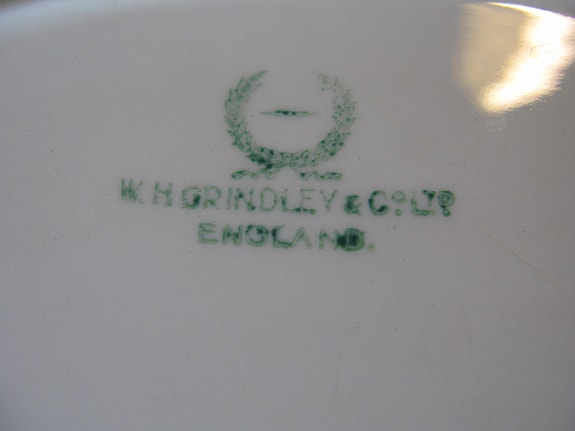 W. H GRINDLEY & Co. LTD
ENGLAND.